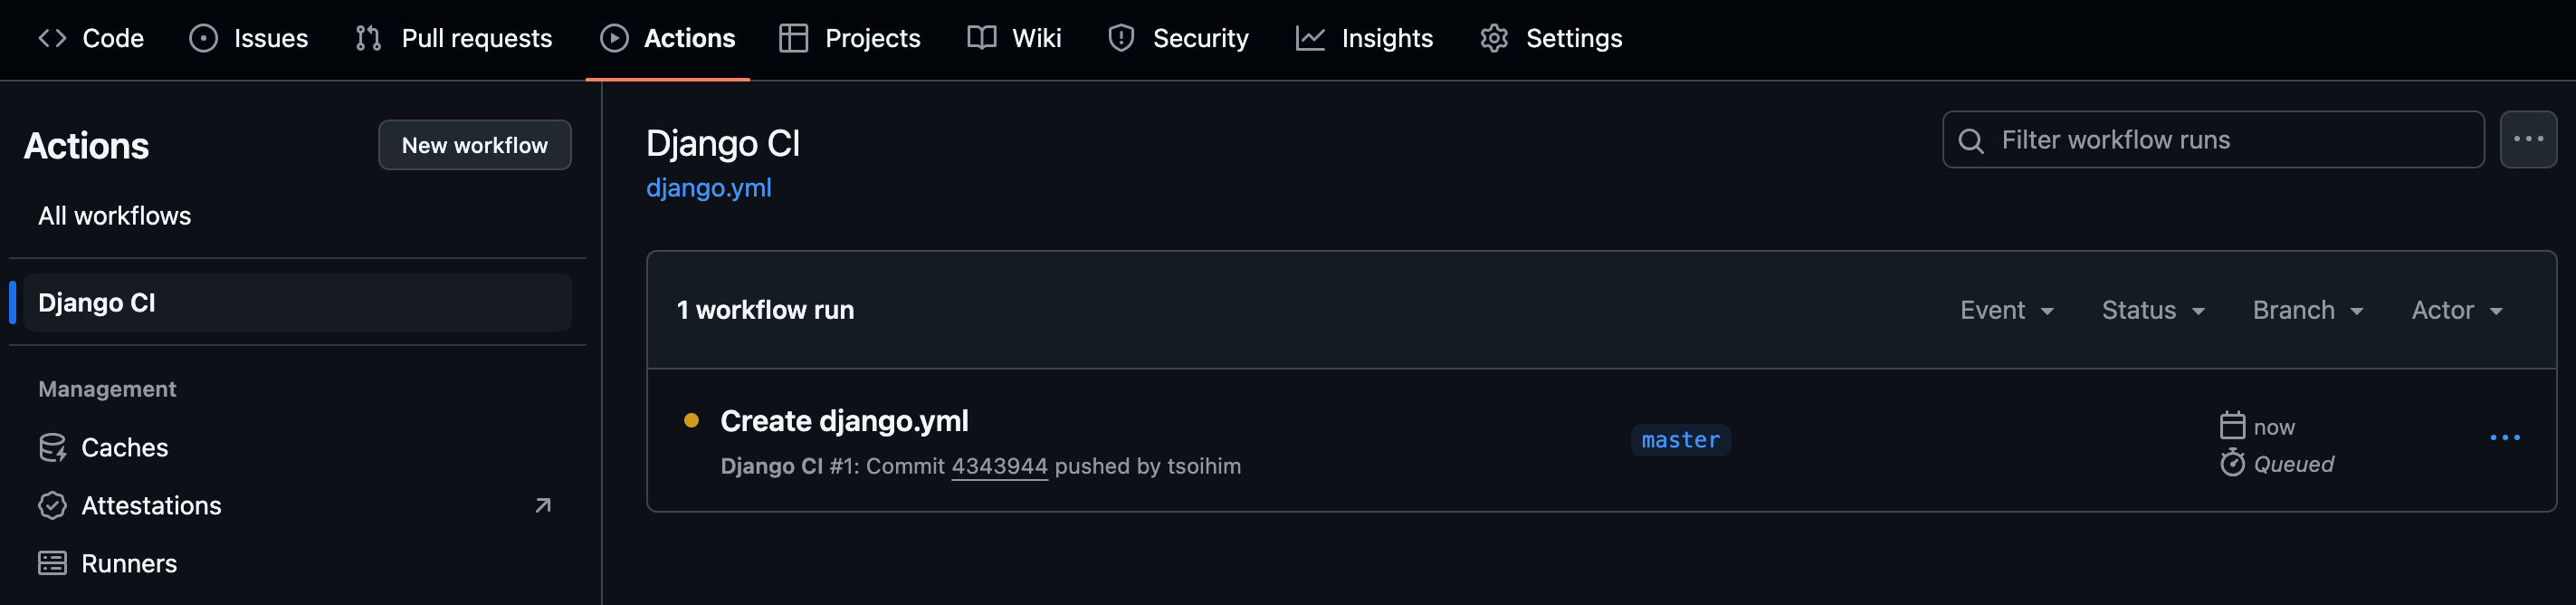 Code Issues Pull requests Actions Projects Wiki Security Insights Settings
Actions
New workflow
All workflows
Django CI
Management
Caches
Attestations
Runners
Django CI
django.yml
Filter workflow runs
1 workflow run
Event Status Branch Actor
Create django.yml
Django CI #1: Commit 4343944 pushed by tsoihim
master
now
Queued